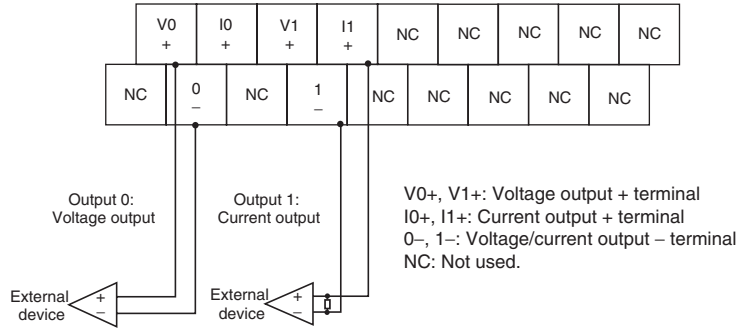 V0 I0 V1 I1 NC NC NC NC NC
+ + + +
NC 0 NC 1 NC NC NC NC NC
– –
Output 0:
Voltage output
Output 1:
Current output
V0+, V1+: Voltage output + terminal
I0+, I1+: Current output + terminal
0–, 1–: Voltage/current output – terminal
NC: Not used.
External
device
+
–
External
device
+
–